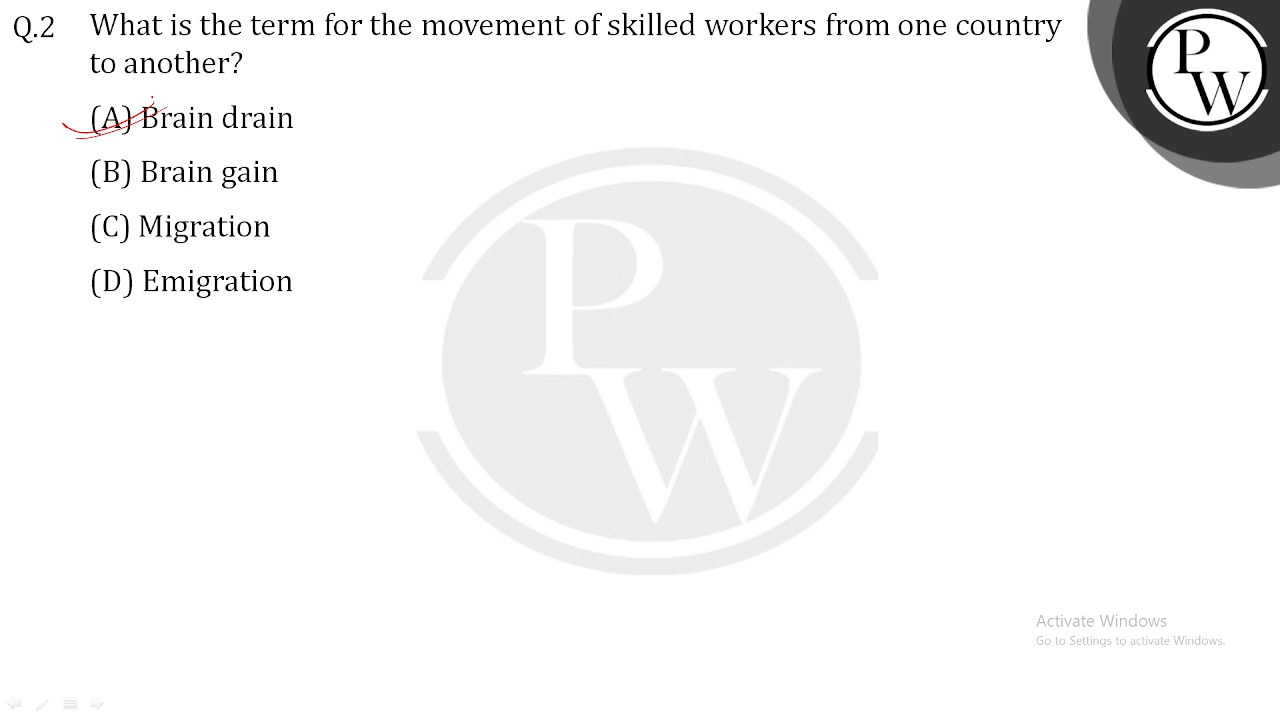 Q.2 What is the term for the movement of skilled workers from one country
to another?
(A) Brain drain
(B) Brain gain
(C) Migration
(D) Emigration
PW
PW
Activate Windows
Go to Settings to activate Windows.